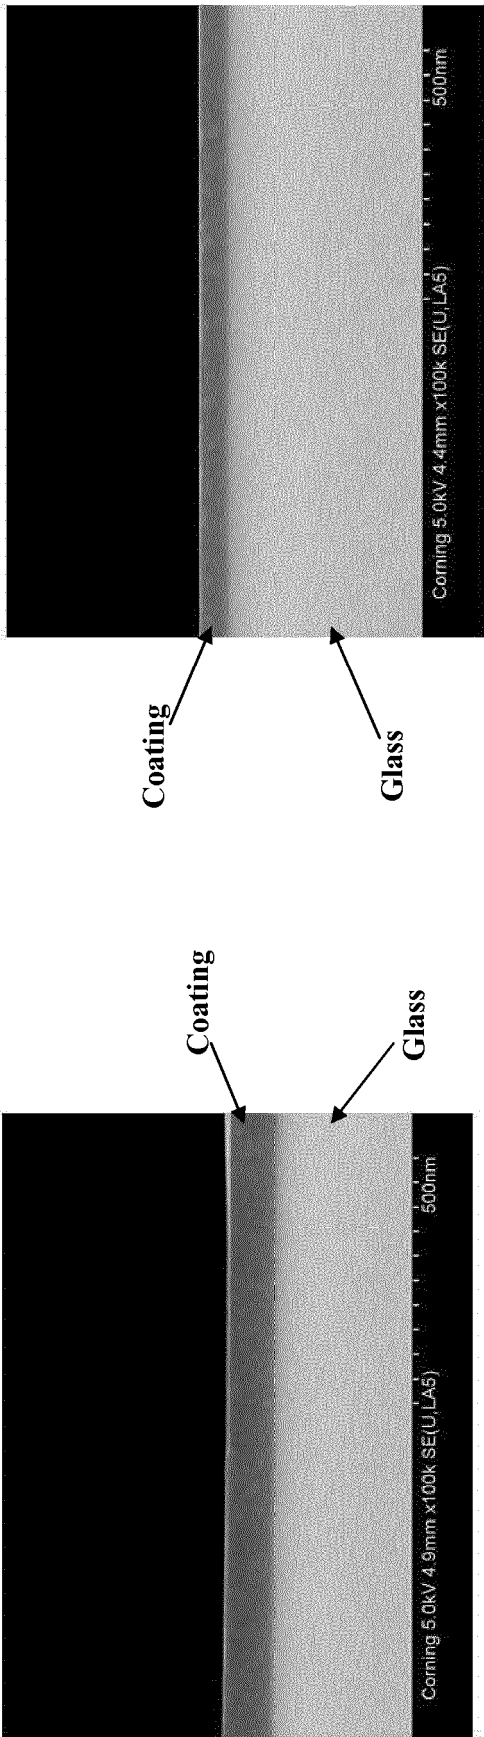 Coating
Glass
Corning 5.0kV 4.9mm x100k SE(U,LA5)
500nm
Coating
Glass
Corning 5.0kV 4.4mm x100k SE(U,LA5)
500nm